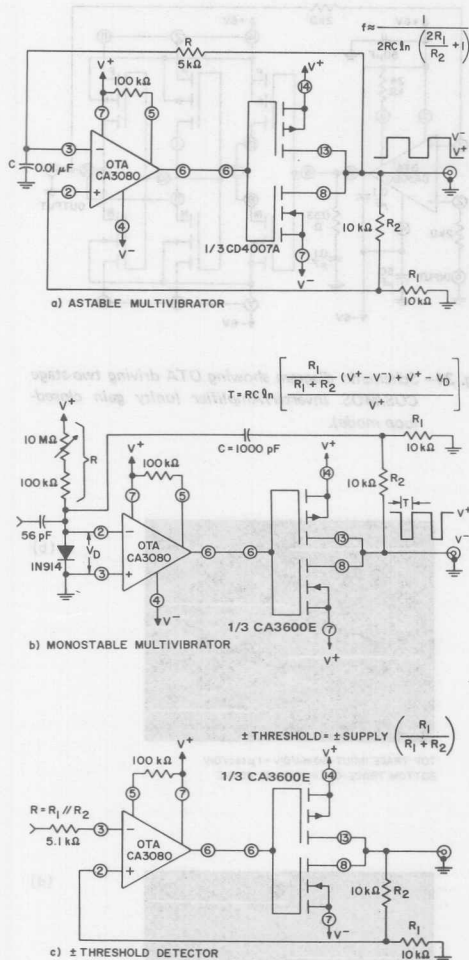 f≈ 1 / 2RC ln (2R1/R2 + 1)
R
5kΩ
V+
100 kΩ
V+
14
7
5
3
−
OTA
CA3080
6
6
13
V−
V+
C
0.01 μF
2
+
8
4
V−
10 kΩ
R2
1/3 CD4007A
7
V−
R1
10kΩ
a) ASTABLE MULTIVIBRATOR
T = RC ln [ R1/(R1 + R2) (V+ − V−) + V+ − VD / V+ ]
V+
10 MΩ
R
100 kΩ
C = 1000 pF
R1
10 kΩ
V+
100 kΩ
V+
14
10 kΩ
R2
T
V+
V−
7
5
56 pF
2
−
VD
OTA
CA3080
6
6
13
8
1N914
3
+
4
V−
7
V+
1/3 CA3600E
b) MONOSTABLE MULTIVIBRATOR
± THRESHOLD = ± SUPPLY ( R1 / R1 + R2 )
V+
100 kΩ
1/3 CA3600E
V+
14
5
7
R = R1 // R2
5.1 kΩ
3
−
OTA
CA3080
6
6
13
8
2
+
10kΩ
R2
7
V−
R1
10 kΩ
c) ± THRESHOLD DETECTOR